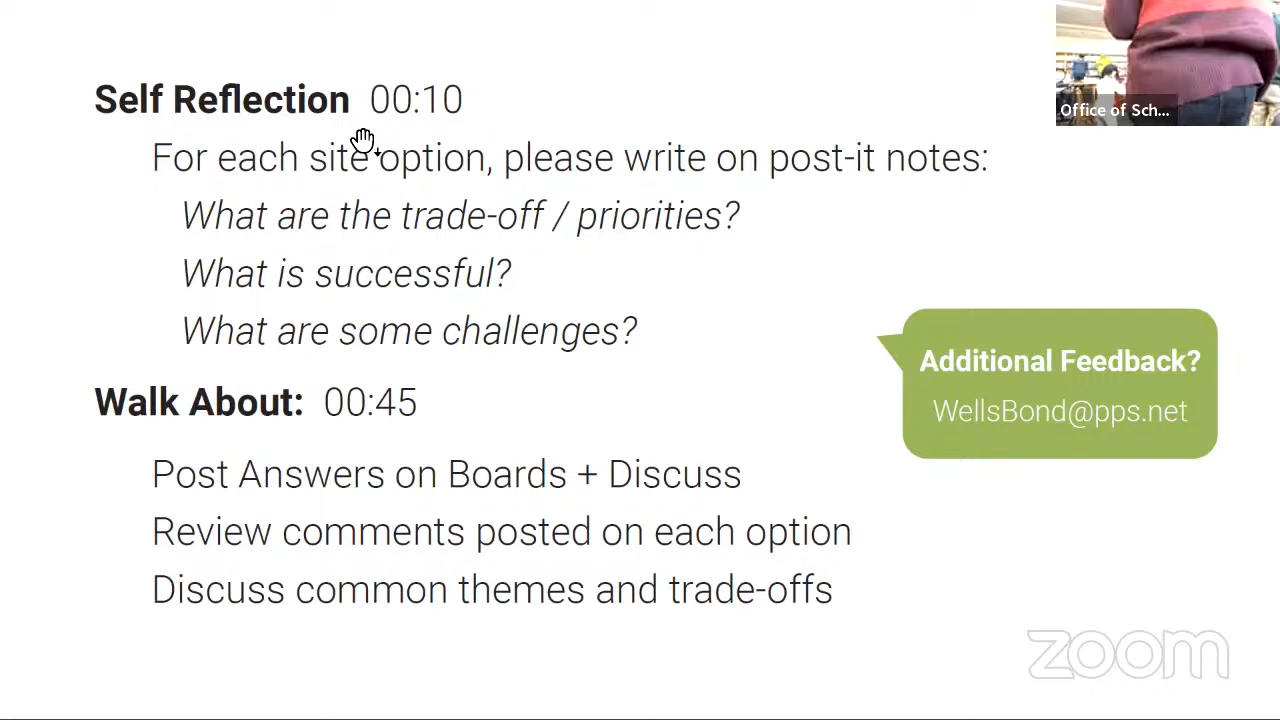 Self Reflection 00:10
For each site option, please write on post-it notes:
What are the trade-off / priorities?
What is successful?
What are some challenges?
Walk About: 00:45
Post Answers on Boards + Discuss
Review comments posted on each option
Discuss common themes and trade-offs
Additional Feedback?
WellsBond@pps.net
Office of Sch...
zoom